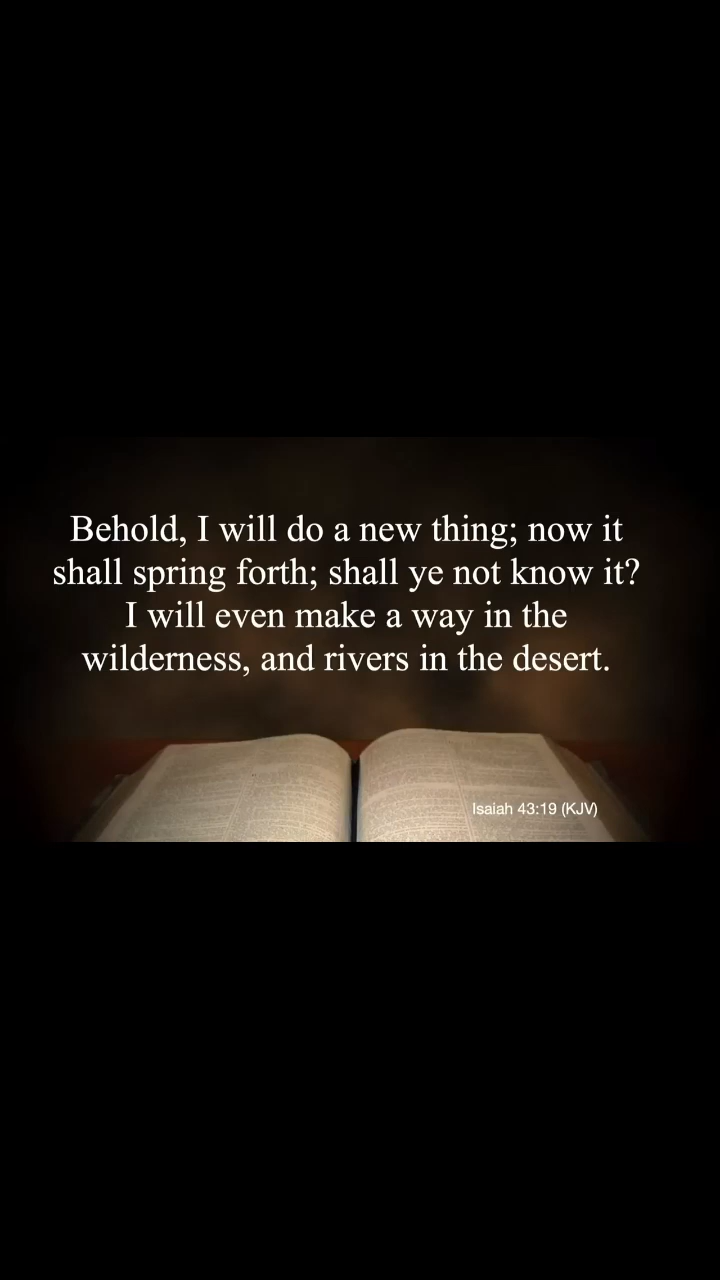 Behold, I will do a new thing; now it
shall spring forth; shall ye not know it?
I will even make a way in the
wilderness, and rivers in the desert.
Isaiah 43:19 (KJV)